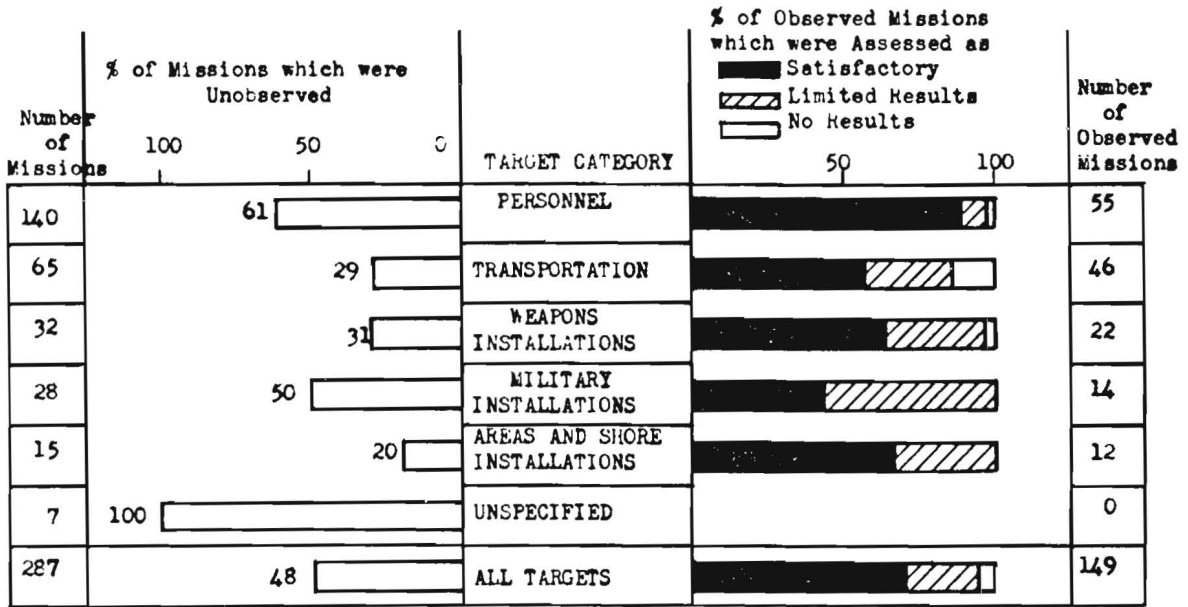 % of Missions which were
Unobserved
% of Observed Missions
which were Assessed as
Satisfactory
Limited Results
No Results
Number
of
Missions
100 50 0
TARGET CATEGORY
50 100
Number
of
Observed
Missions
140 61 PERSONNEL 55
65 29 TRANSPORTATION 46
32 31 WEAPONS
INSTALLATIONS 22
28 50 MILITARY
INSTALLATIONS 14
15 20 AREAS AND SHORE
INSTALLATIONS 12
7 100 UNSPECIFIED 0
287 48 ALL TARGETS 149